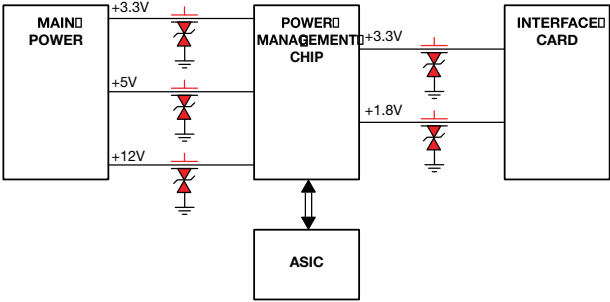 MAIN
POWER
+3.3V
+5V
+12V
POWER
MANAGEMENT
CHIP
+3.3V
+1.8V
INTERFACE
CARD
ASIC